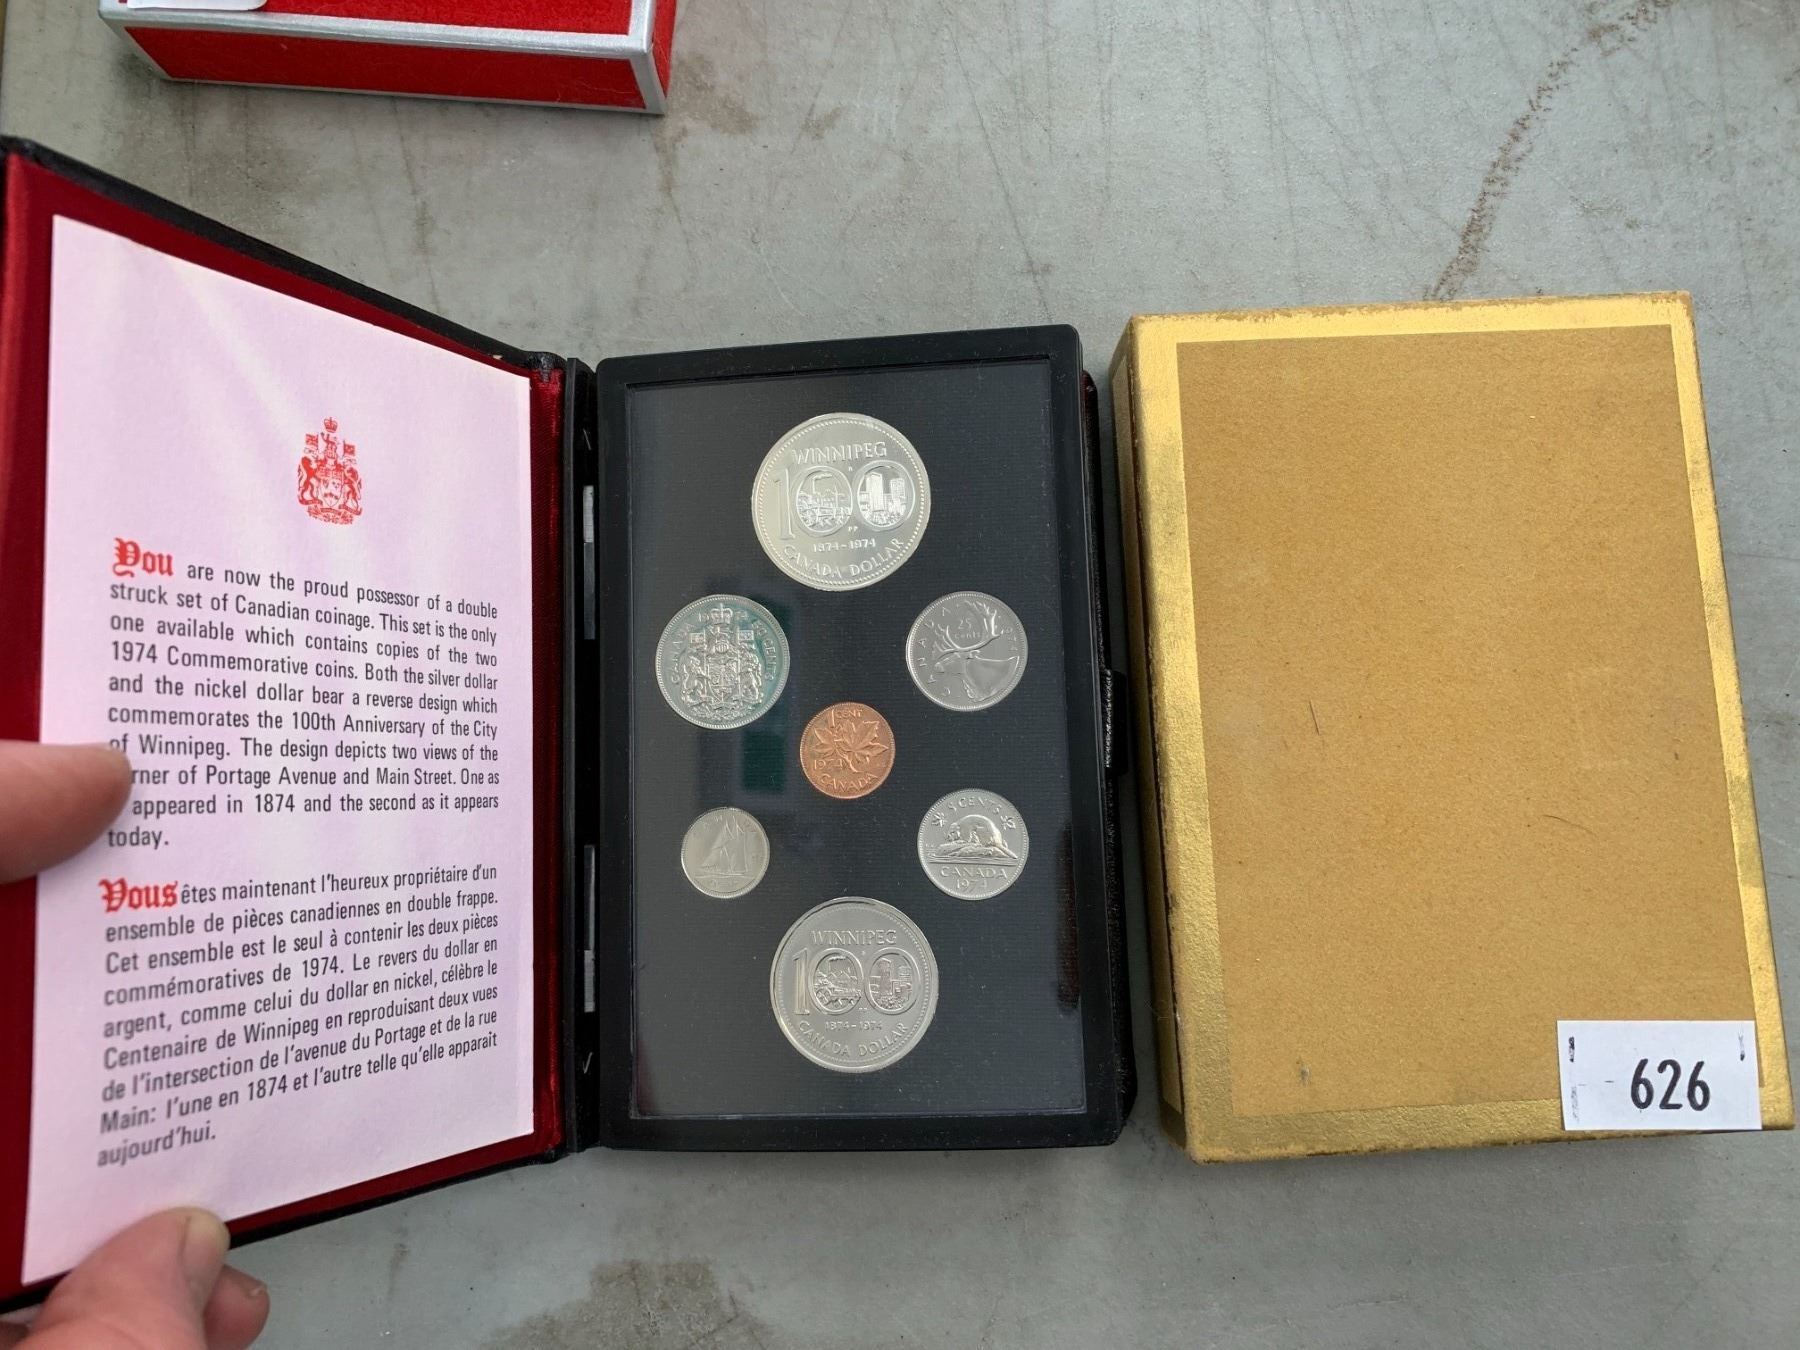 You are now the proud possessor of a double
struck set of Canadian coinage. This set is the only
one available which contains copies of the two
1974 Commemorative coins. Both the silver dollar
and the nickel dollar bear a reverse design which
commemorates the 100th Anniversary of the City
of Winnipeg. The design depicts two views of the
rner of Portage Avenue and Main Street. One as
appeared in 1874 and the second as it appears
today.
Vous êtes maintenant l'heureux propriétaire d'un
ensemble de pièces canadiennes en double frappe.
Cet ensemble est le seul à contenir les deux pièces
commémoratives de 1974. Le revers du dollar en
argent, comme celui du dollar en nickel, célèbre le
Centenaire de Winnipeg en reproduisant deux vues
de l'intersection de l'avenue du Portage et de la rue
Main: l'une en 1874 et l'autre telle qu'elle apparaît
aujourd'hui.
WINNIPEG
100
1874-1974
CANADA DOLLAR
CANADA 1974 50 CENTS
CANADA 1974
25
cents
1 CENT
1974
CANADA
5 CENTS
CANADA
1974
WINNIPEG
100
1874-1974
CANADA DOLLAR
626